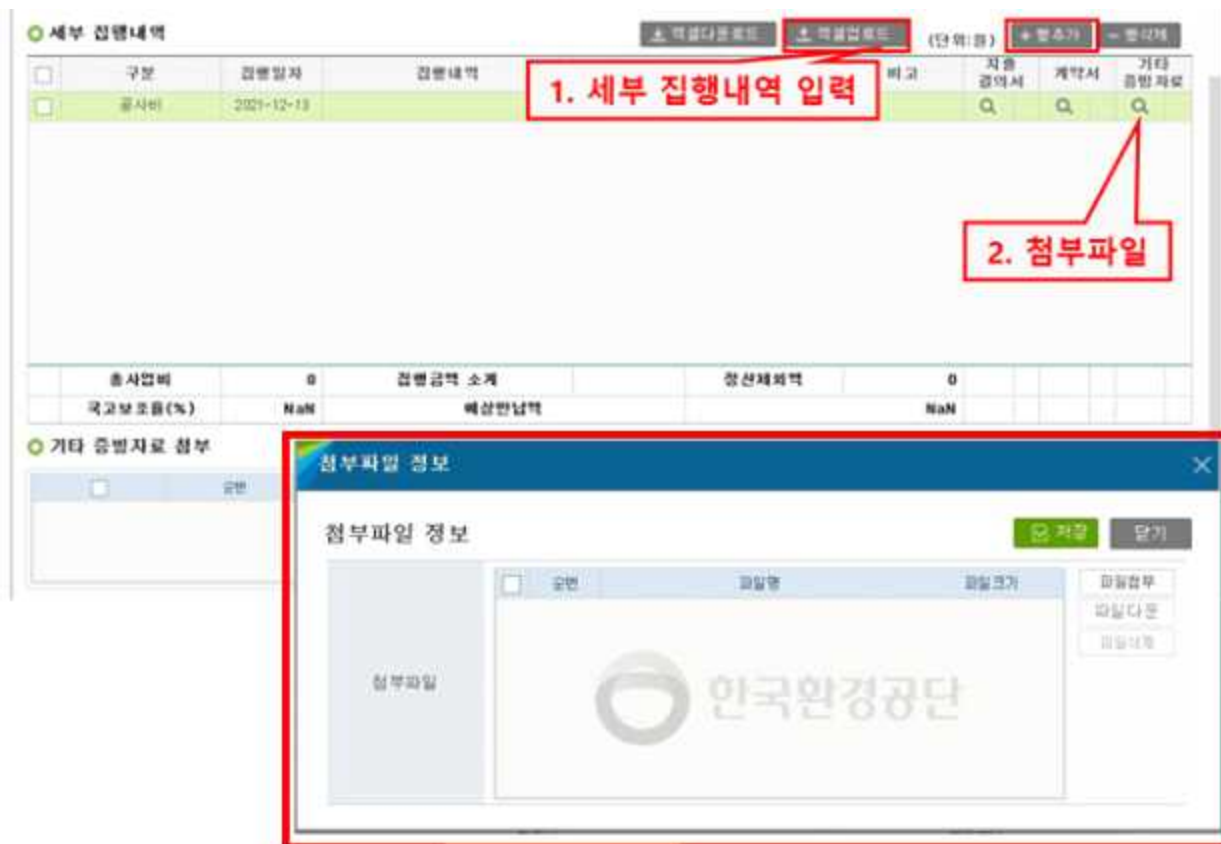 세부 집행내역
엑셀다운로드 엑셀업로드 (단위:원) + 행추가 - 행삭제
구분 집행일자 집행내역 비고 지출결의서 계약서 기타증빙자료
공사비 2021-12-13
1. 세부 집행내역 입력
2. 첨부파일
총사업비 0 집행금액 소계 정산제외액 0
국고보조율(%) NaN 예상반납액 NaN
기타 증빙자료 첨부
순번
첨부파일 정보
첨부파일 정보 저장 닫기
순번 파일명 파일크기 파일첨부
파일다운
파일삭제
첨부파일
한국환경공단